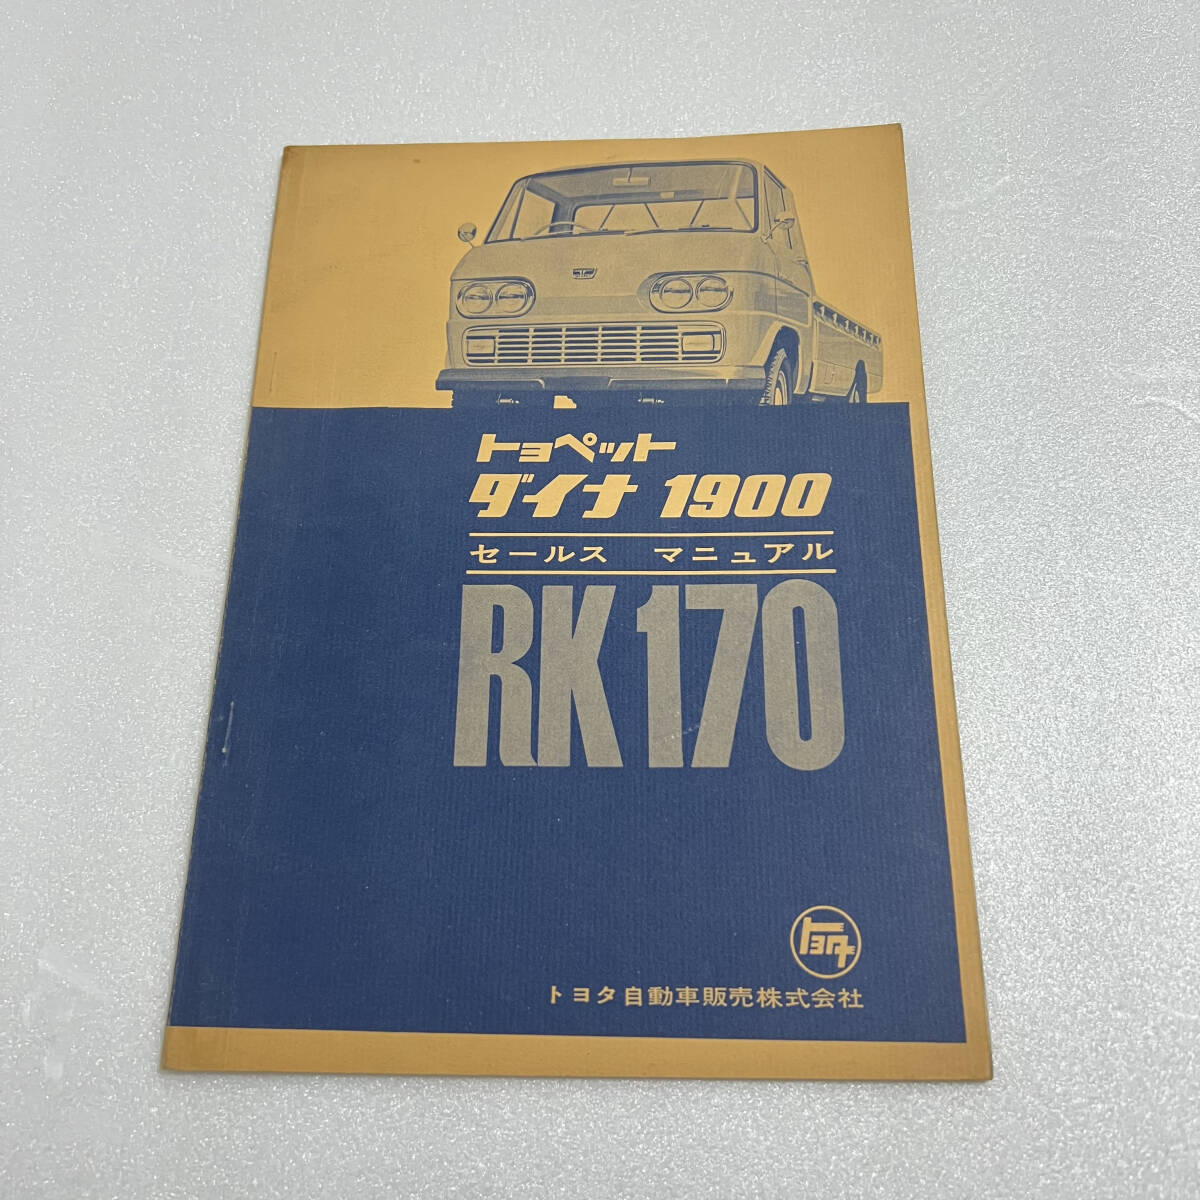 トヨペット
ダイナ 1900
セールス マニュアル
RK170
トヨタ
トヨタ自動車販売株式会社